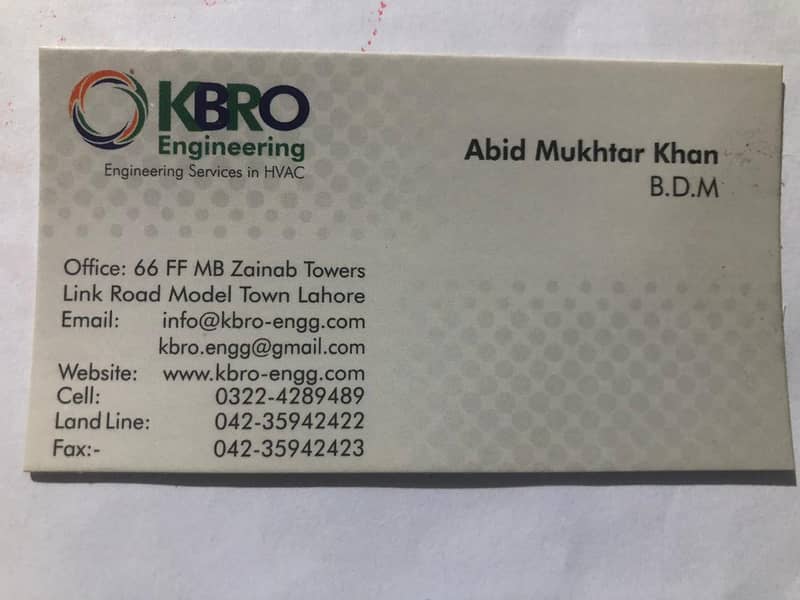 KBRO
Engineering
Engineering Services in HVAC
Abid Mukhtar Khan
B.D.M
Office: 66 FF MB Zainab Towers
Link Road Model Town Lahore
Email: info@kbro-engg.com
kbro.engg@gmail.com
Website: www.kbro-engg.com
Cell: 0322-4289489
Land Line: 042-35942422
Fax:- 042-35942423